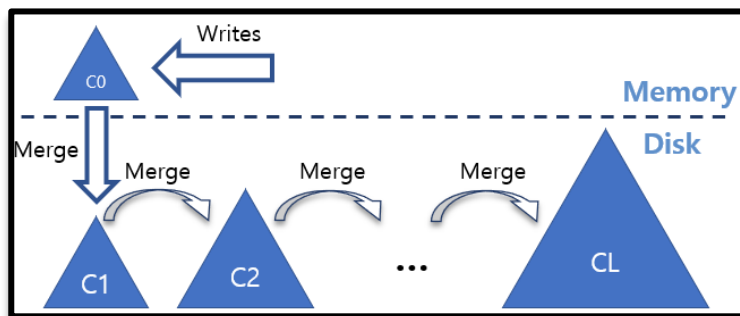 Writes
C0
Memory
Disk
Merge
Merge
Merge
Merge
C1
C2
...
CL